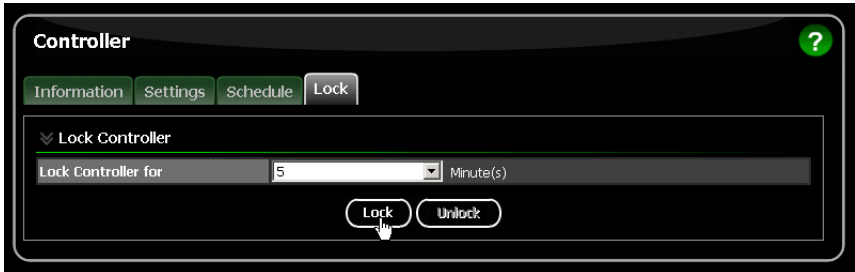 Controller
?
Information Settings Schedule Lock
Lock Controller
Lock Controller for 5 Minute(s)
Lock Unlock